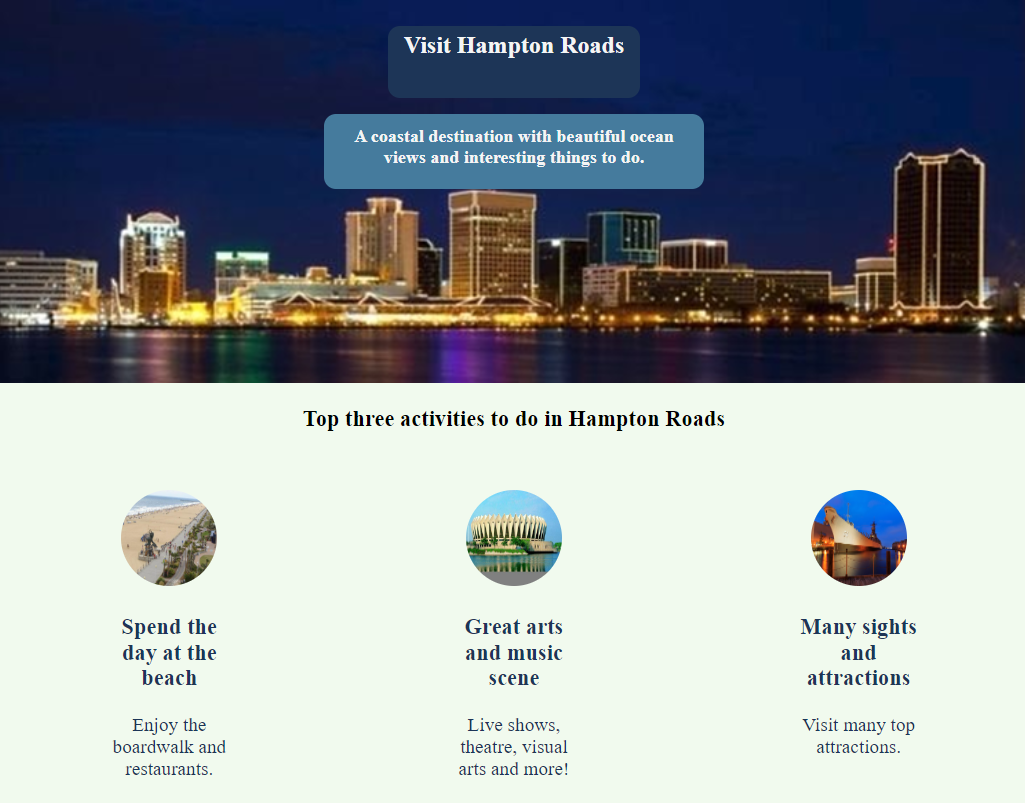 Visit Hampton Roads
A coastal destination with beautiful ocean
views and interesting things to do.
Top three activities to do in Hampton Roads
Spend the
day at the
beach
Enjoy the
boardwalk and
restaurants.
Great arts
and music
scene
Live shows,
theatre, visual
arts and more!
Many sights
and
attractions
Visit many top
attractions.